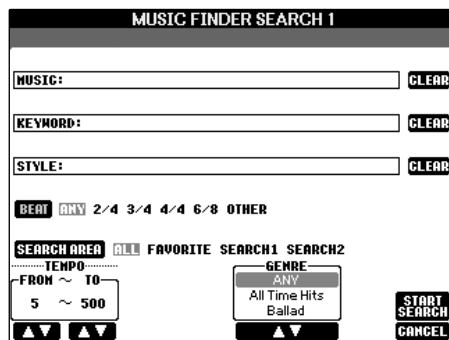 MUSIC FINDER SEARCH 1
MUSIC: CLEAR
KEYWORD: CLEAR
STYLE: CLEAR
BEAT ANY 2/4 3/4 4/4 6/8 OTHER
SEARCH AREA ALL FAVORITE SEARCH1 SEARCH2
TEMPO
FROM ~ TO
5 ~ 500
GENRE
ANY
All Time Hits
Ballad
START SEARCH
CANCEL